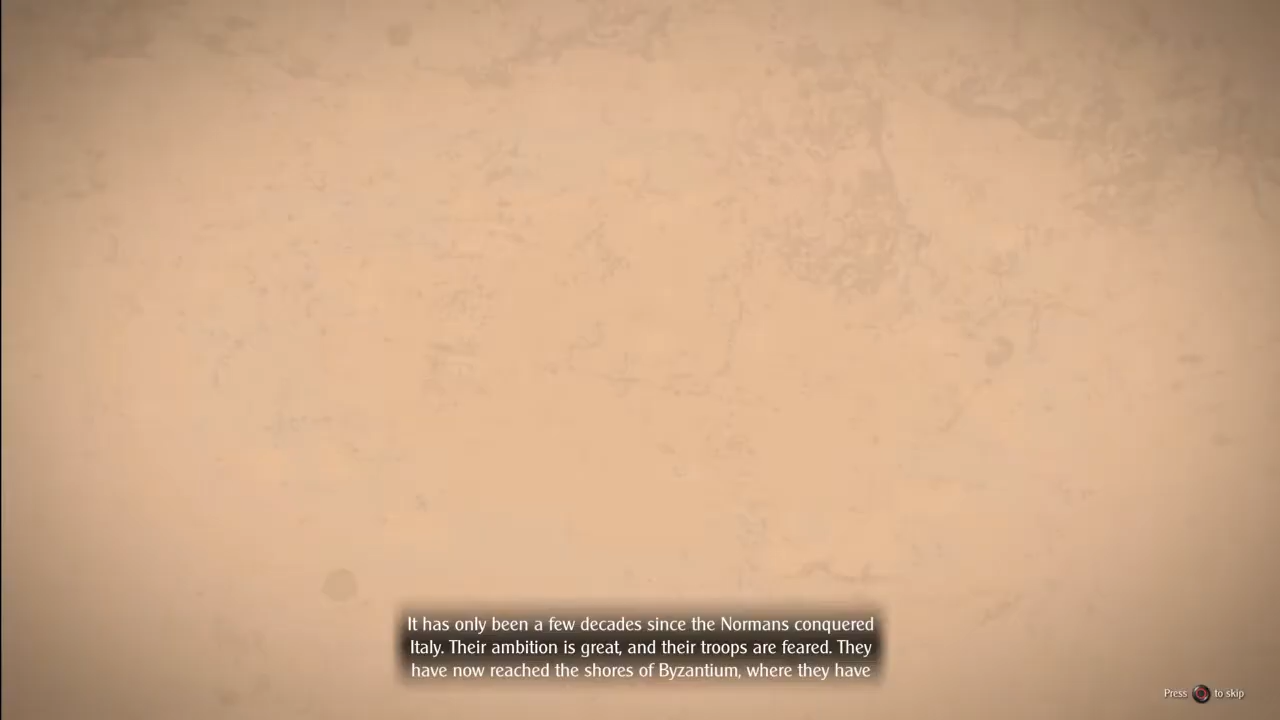 It has only been a few decades since the Normans conquered
Italy. Their ambition is great, and their troops are feared. They
have now reached the shores of Byzantium, where they have
Press to skip